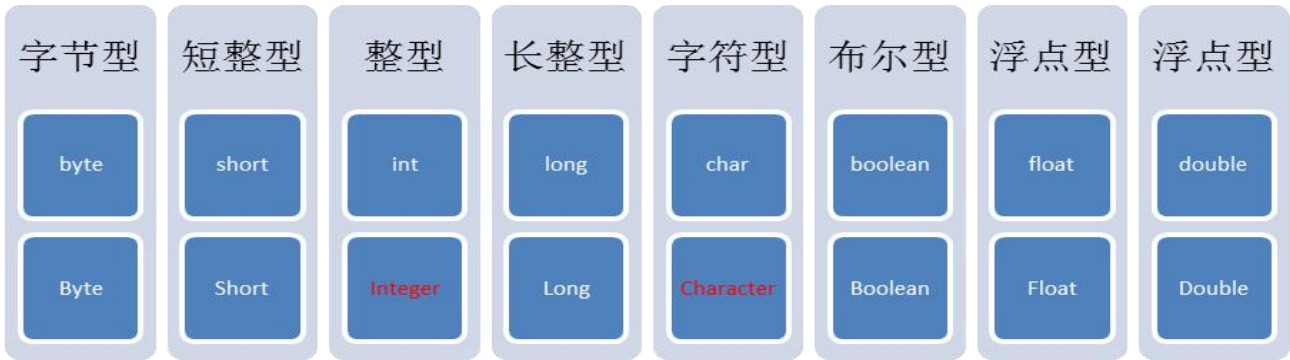 字节型 短整型 整型 长整型 字符型 布尔型 浮点型 浮点型
byte short int long char boolean float double
Byte Short Integer Long Character Boolean Float Double